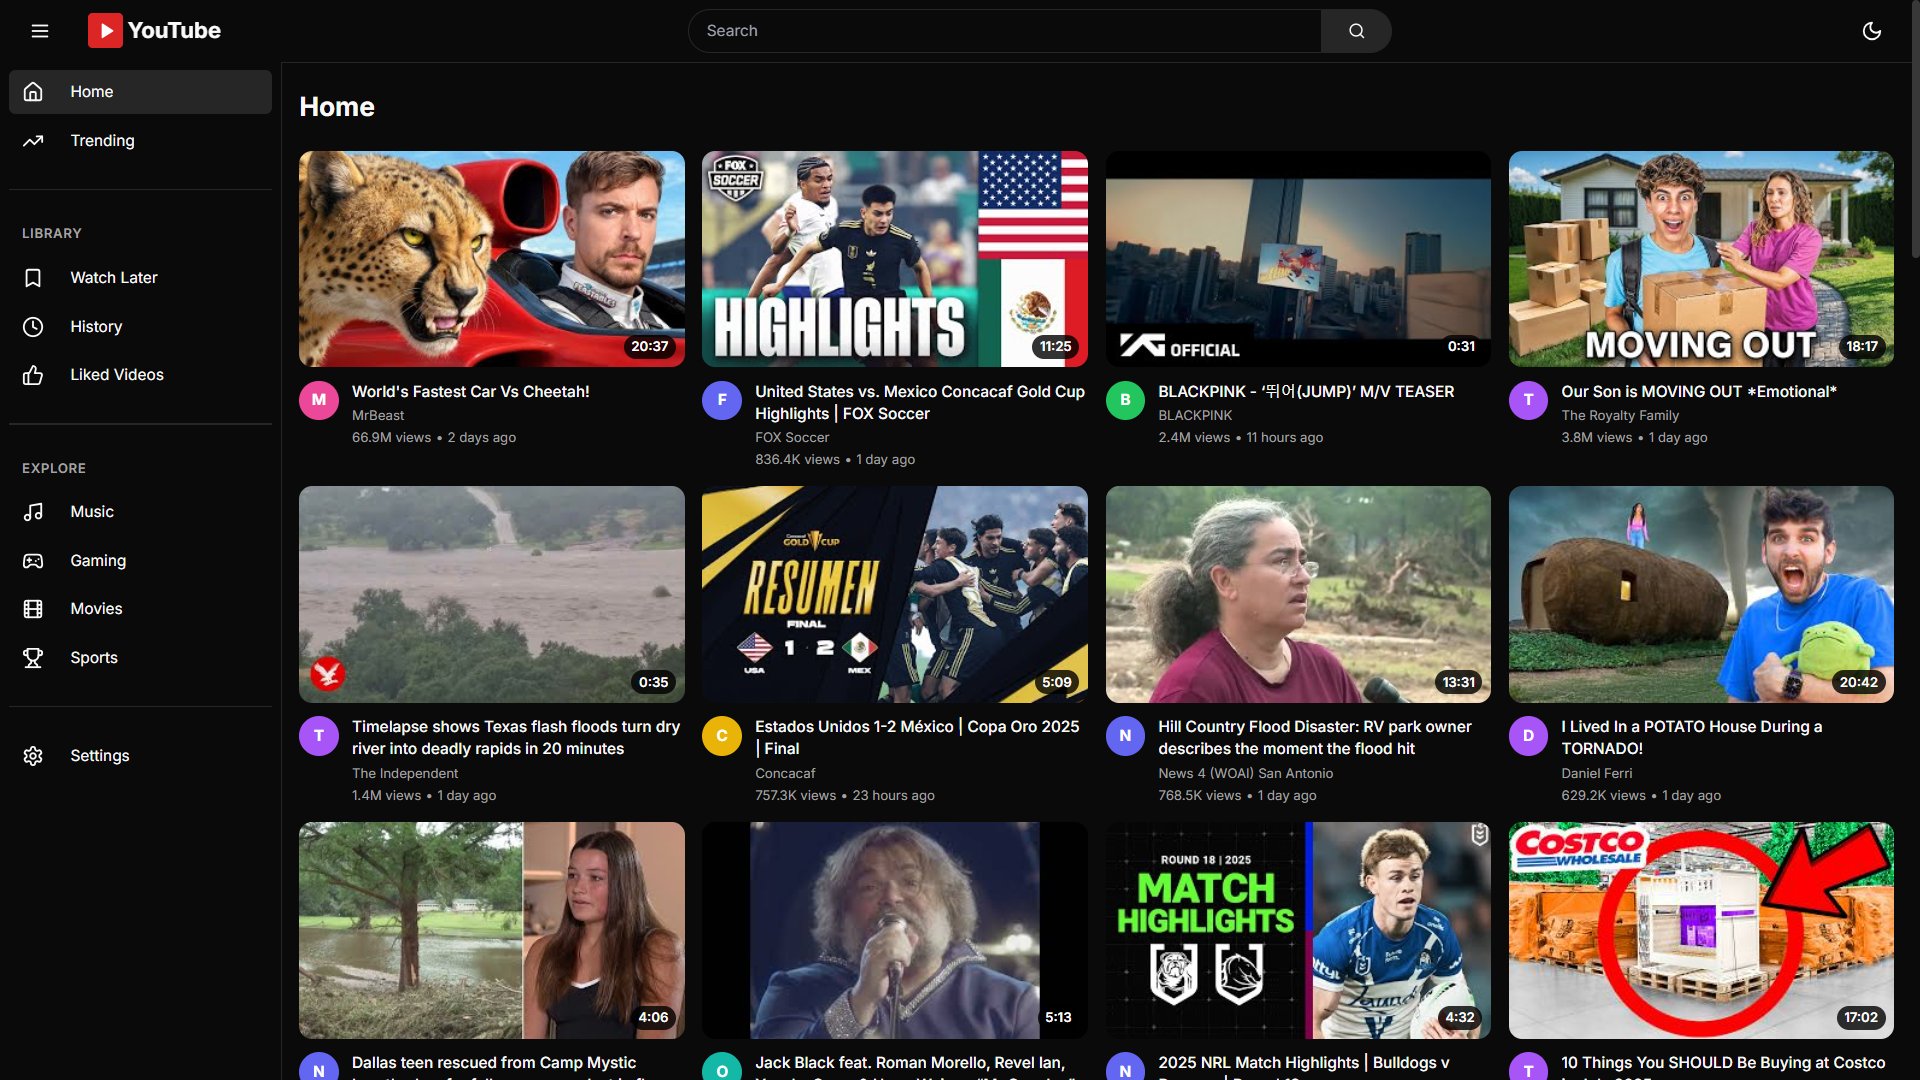 YouTube
Search
Home
Trending
LIBRARY
Watch Later
History
Liked Videos
EXPLORE
Music
Gaming
Movies
Sports
Settings
Home
FEASTABLES
20:37
M
World's Fastest Car Vs Cheetah!
MrBeast
66.9M views • 2 days ago
FOX
SOCCER
HIGHLIGHTS
11:25
F
United States vs. Mexico Concacaf Gold Cup
Highlights | FOX Soccer
FOX Soccer
836.4K views • 1 day ago
YG OFFICIAL
0:31
B
BLACKPINK - ‘뛰어(JUMP)’ M/V TEASER
BLACKPINK
2.4M views • 11 hours ago
MOVING OUT
18:17
T
Our Son is MOVING OUT *Emotional*
The Royalty Family
3.8M views • 1 day ago
0:35
T
Timelapse shows Texas flash floods turn dry
river into deadly rapids in 20 minutes
The Independent
1.4M views • 1 day ago
Concacaf
GOLD CUP
RESUMEN
FINAL
1 - 2
USA MEX
5:09
C
Estados Unidos 1-2 México | Copa Oro 2025
| Final
Concacaf
757.3K views • 23 hours ago
13:31
N
Hill Country Flood Disaster: RV park owner
describes the moment the flood hit
News 4 (WOAI) San Antonio
768.5K views • 1 day ago
20:42
D
I Lived In a POTATO House During a
TORNADO!
Daniel Ferri
629.2K views • 1 day ago
4:06
N
Dallas teen rescued from Camp Mystic
5:13
O
Jack Black feat. Roman Morello, Revel Ian,
ROUND 18 | 2025
MATCH
HIGHLIGHTS
4:32
N
2025 NRL Match Highlights | Bulldogs v
COSTCO
WHOLESALE
17:02
T
10 Things You SHOULD Be Buying at Costco